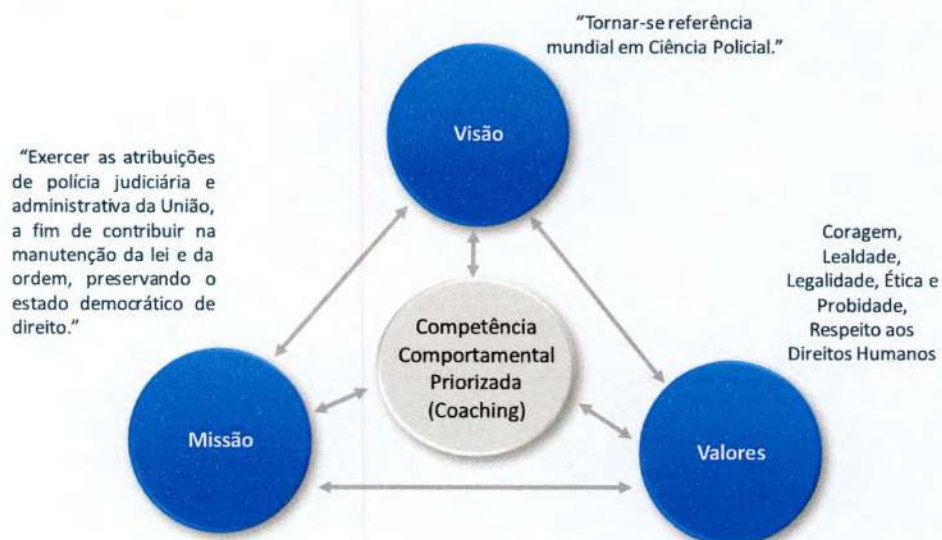 “Tornar-se referência
mundial em Ciência Policial.”
Visão
“Exercer as atribuições
de polícia judiciária e
administrativa da União,
a fim de contribuir na
manutenção da lei e da
ordem, preservando o
estado democrático de
direito.”
Coragem,
Lealdade,
Legalidade, Ética e
Probidade,
Respeito aos
Direitos Humanos
Competência
Comportamental
Priorizada
(Coaching)
Missão
Valores